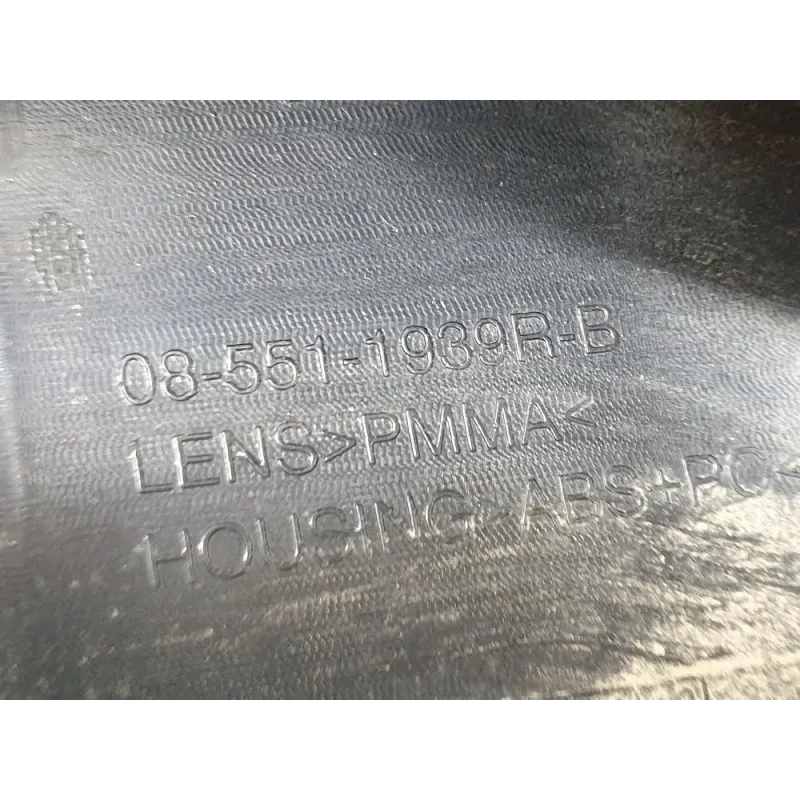 08-551-1939R-B
LENS>PMMA<
HOUSING>ABS+PC<